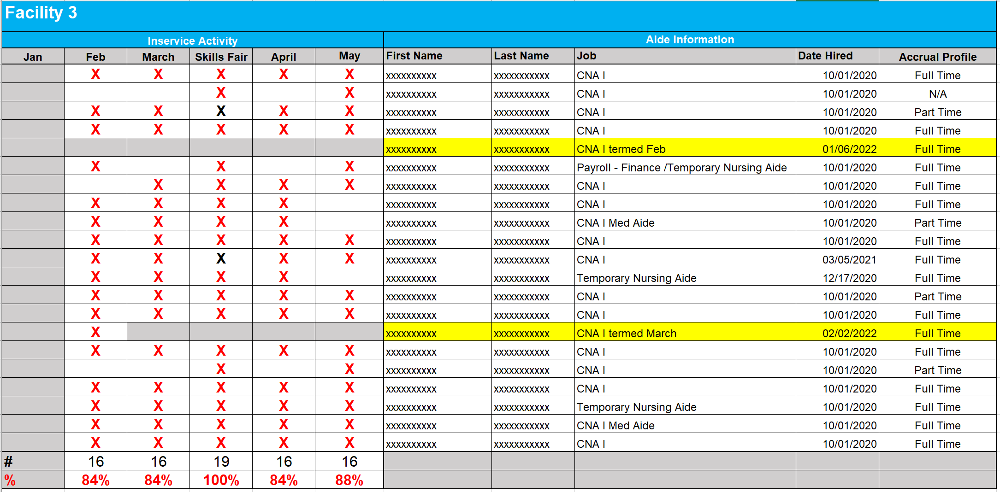 Facility 3
Inservice Activity Aide Information
Jan Feb March Skills Fair April May First Name Last Name Job Date Hired Accrual Profile
X X X X X xxxxxxxxxx xxxxxxxxxxx CNA I 10/01/2020 Full Time
X X xxxxxxxxxx xxxxxxxxxxx CNA I 10/01/2020 N/A
X X X X X xxxxxxxxxx xxxxxxxxxxx CNA I 10/01/2020 Part Time
X X X X X xxxxxxxxxx xxxxxxxxxxx CNA I 10/01/2020 Full Time
xxxxxxxxxx xxxxxxxxxxx CNA I termed Feb 01/06/2022 Full Time
X X X xxxxxxxxxx xxxxxxxxxxx Payroll - Finance /Temporary Nursing Aide 10/01/2020 Full Time
X X X X xxxxxxxxxx xxxxxxxxxxx CNA I 10/01/2020 Full Time
X X X X xxxxxxxxxx xxxxxxxxxxx CNA I 10/01/2020 Full Time
X X X X xxxxxxxxxx xxxxxxxxxxx CNA I Med Aide 10/01/2020 Part Time
X X X X X xxxxxxxxxx xxxxxxxxxxx CNA I 10/01/2020 Full Time
X X X X X xxxxxxxxxx xxxxxxxxxxx CNA I 03/05/2021 Full Time
X X X X xxxxxxxxxx xxxxxxxxxxx Temporary Nursing Aide 12/17/2020 Full Time
X X X X X xxxxxxxxxx xxxxxxxxxxx CNA I 10/01/2020 Part Time
X X X X X xxxxxxxxxx xxxxxxxxxxx CNA I 10/01/2020 Full Time
X xxxxxxxxxx xxxxxxxxxxx CNA I termed March 02/02/2022 Full Time
X X X X X xxxxxxxxxx xxxxxxxxxxx CNA I 10/01/2020 Full Time
X X xxxxxxxxxx xxxxxxxxxxx CNA I 10/01/2020 Part Time
X X X X X xxxxxxxxxx xxxxxxxxxxx CNA I 10/01/2020 Full Time
X X X X X xxxxxxxxxx xxxxxxxxxxx Temporary Nursing Aide 10/01/2020 Full Time
X X X X X xxxxxxxxxx xxxxxxxxxxx CNA I Med Aide 10/01/2020 Full Time
X X X X X xxxxxxxxxx xxxxxxxxxxx CNA I 10/01/2020 Full Time
# 16 16 19 16 16
% 84% 84% 100% 84% 88%